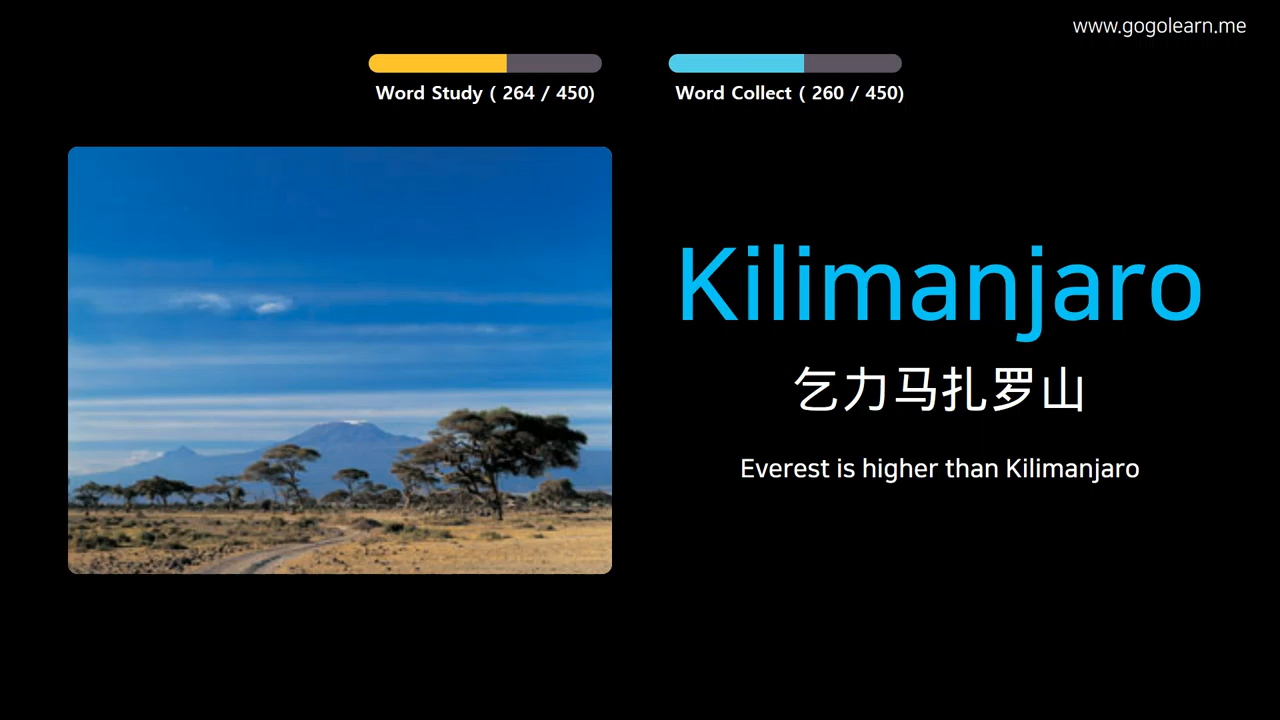 www.gogolearn.me
Word Study ( 264 / 450)
Word Collect ( 260 / 450)
Kilimanjaro
乞力马扎罗山
Everest is higher than Kilimanjaro